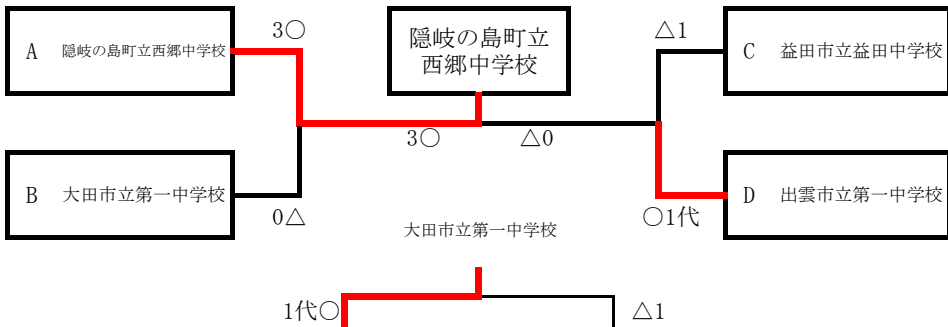 3○
隠岐の島町立
西郷中学校
△1
A 隠岐の島町立西郷中学校
C 益田市立益田中学校
3○
△0
B 大田市立第一中学校
D 出雲市立第一中学校
0△
○1代
大田市立第一中学校
1代○
△1